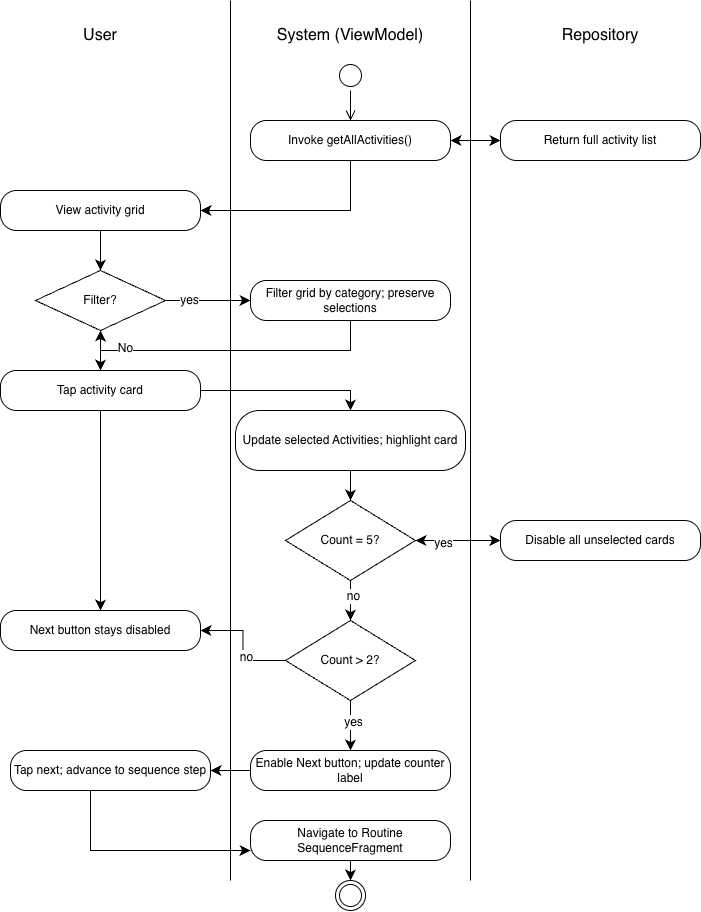 User
System (ViewModel)
Repository
Invoke getAllActivities()
Return full activity list
View activity grid
Filter?
yes
Filter grid by category; preserve
selections
No
Tap activity card
Update selected Activities; highlight card
Count = 5?
yes
Disable all unselected cards
no
Next button stays disabled
no
Count > 2?
yes
Tap next; advance to sequence step
Enable Next button; update counter
label
Navigate to Routine
SequenceFragment